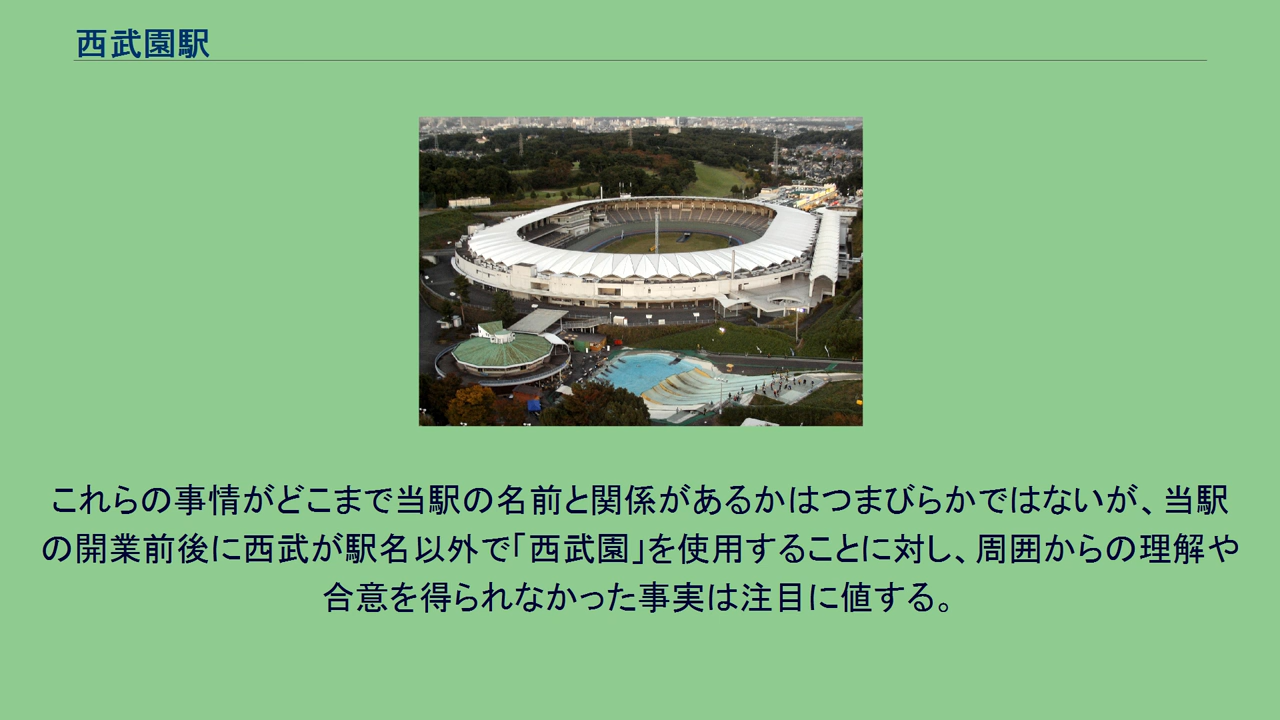 西武園駅
これらの事情がどこまで当駅の名前と関係があるかはつまびらかではないが、当駅
の開業前後に西武が駅名以外で「西武園」を使用することに対し、周囲からの理解や
合意を得られなかった事実は注目に値する。